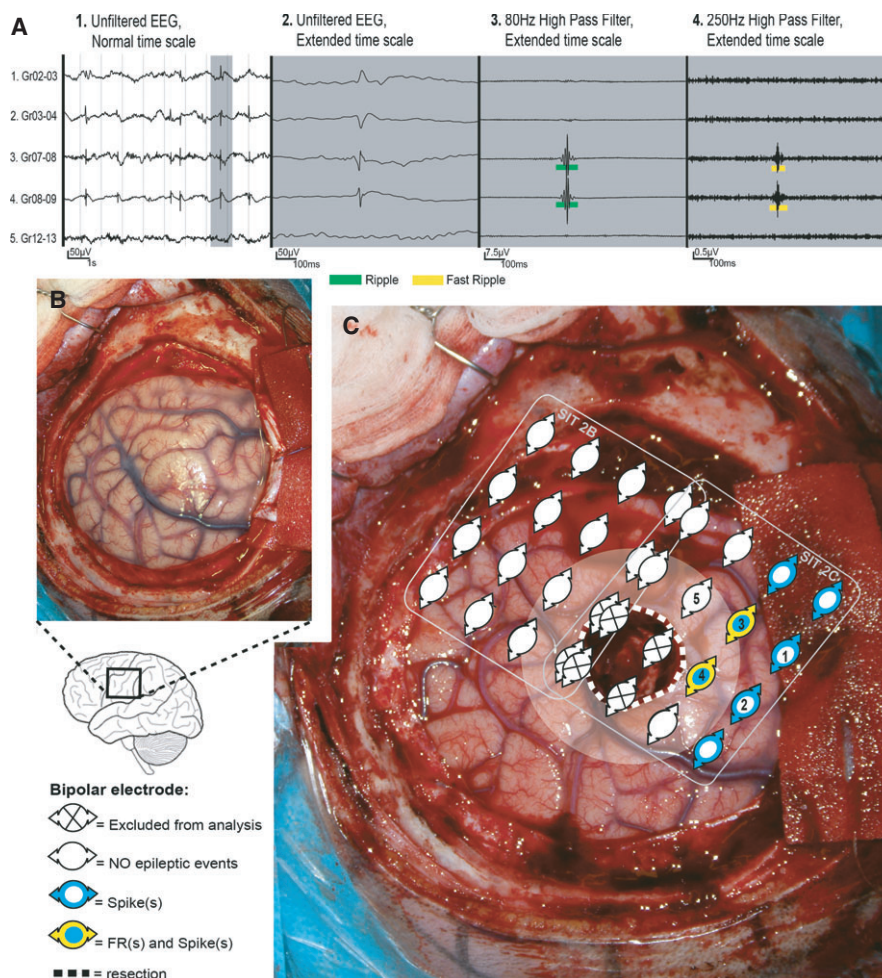 A
1. Unfiltered EEG,
Normal time scale
2. Unfiltered EEG,
Extended time scale
3. 80Hz High Pass Filter,
Extended time scale
4. 250Hz High Pass Filter,
Extended time scale
1. Gr02-03
2. Gr03-04
3. Gr07-08
4. Gr08-09
5. Gr12-13
50µV
1s
50µV
100ms
7.5µV
100ms
0.5µV
100ms
Ripple
Fast Ripple
B
C
SIT 2B
SIT 2C
5
3
1
4
2
Bipolar electrode:
= Excluded from analysis
= NO epileptic events
= Spike(s)
= FR(s) and Spike(s)
= resection